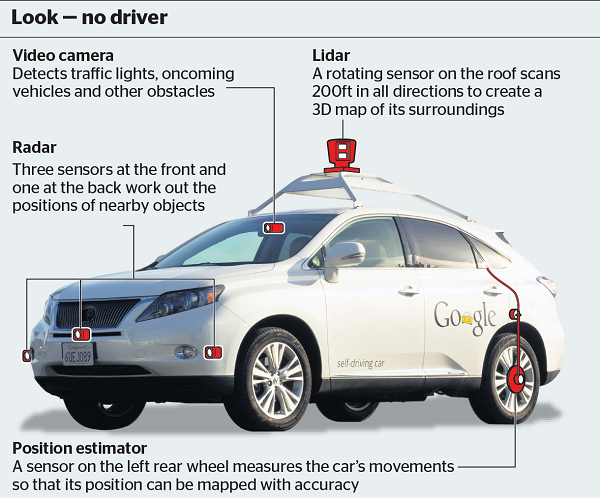 Look — no driver
Video camera
Detects traffic lights, oncoming
vehicles and other obstacles
Lidar
A rotating sensor on the roof scans
200ft in all directions to create a
3D map of its surroundings
Radar
Three sensors at the front and
one at the back work out the
positions of nearby objects
Google
self-driving car
6UEJ089
Position estimator
A sensor on the left rear wheel measures the car's movements
so that its position can be mapped with accuracy